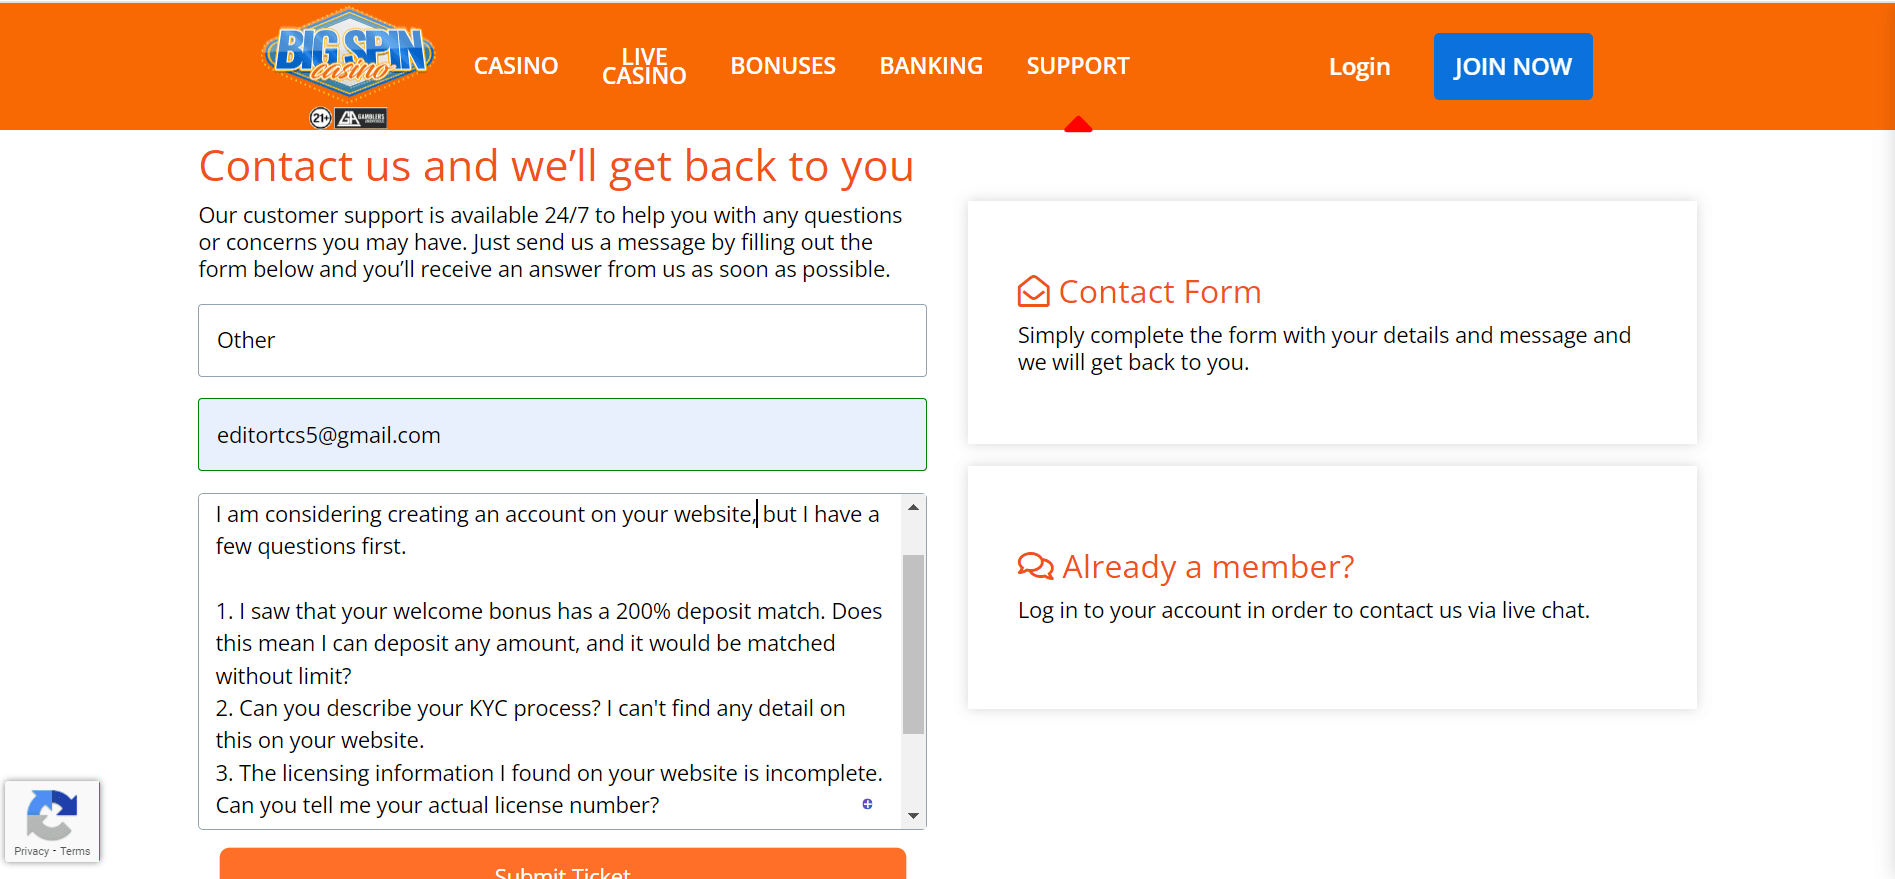 BIG SPIN
casino
21+ GA GAMBLERS
CASINO
LIVE
CASINO
BONUSES
BANKING
SUPPORT
Login
JOIN NOW
Contact us and we’ll get back to you
Our customer support is available 24/7 to help you with any questions
or concerns you may have. Just send us a message by filling out the
form below and you’ll receive an answer from us as soon as possible.
Other
editortcs5@gmail.com
I am considering creating an account on your website, but I have a
few questions first.
1. I saw that your welcome bonus has a 200% deposit match. Does
this mean I can deposit any amount, and it would be matched
without limit?
2. Can you describe your KYC process? I can't find any detail on
this on your website.
3. The licensing information I found on your website is incomplete.
Can you tell me your actual license number?
Submit Ticket
Contact Form
Simply complete the form with your details and message and
we will get back to you.
Already a member?
Log in to your account in order to contact us via live chat.
Privacy - Terms